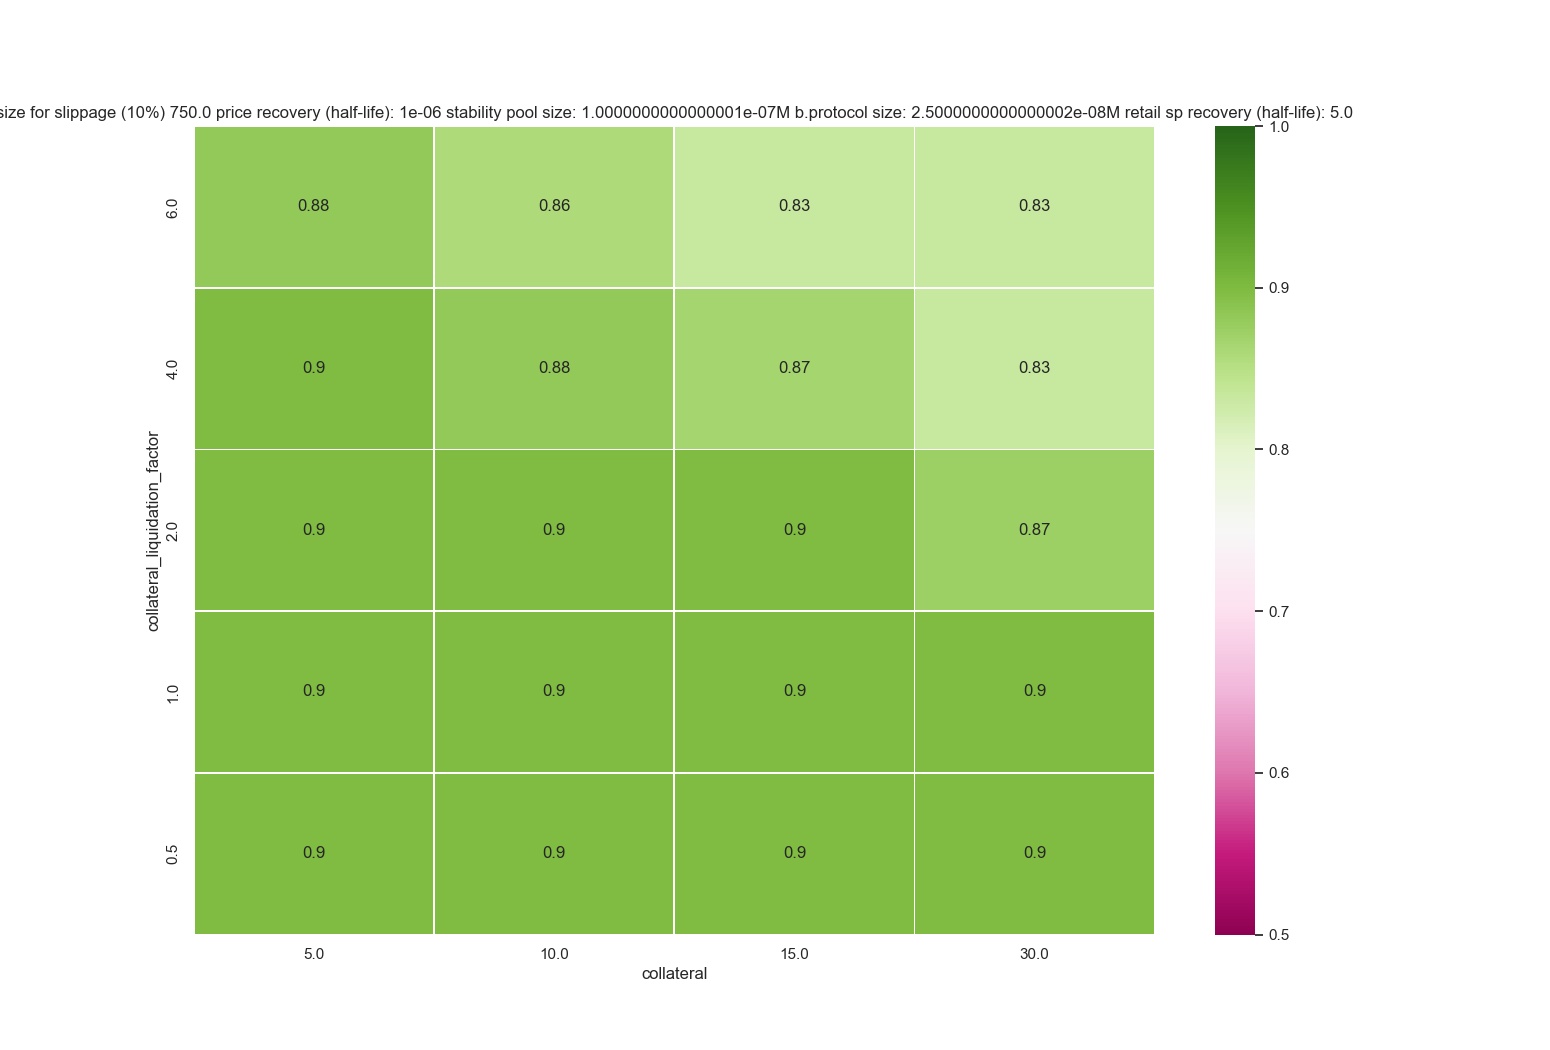 size for slippage (10%) 750.0 price recovery (half-life): 1e-06 stability pool size: 1.0000000000000001e-07M b.protocol size: 2.5000000000000002e-08M retail sp recovery (half-life): 5.0
1.0
6.0 0.88 0.86 0.83 0.83
0.9
4.0 0.9 0.88 0.87 0.83
0.8
collateral_liquidation_factor
2.0 0.9 0.9 0.9 0.87
0.7
1.0 0.9 0.9 0.9 0.9
0.6
0.5 0.9 0.9 0.9 0.9
0.5
5.0 10.0 15.0 30.0
collateral